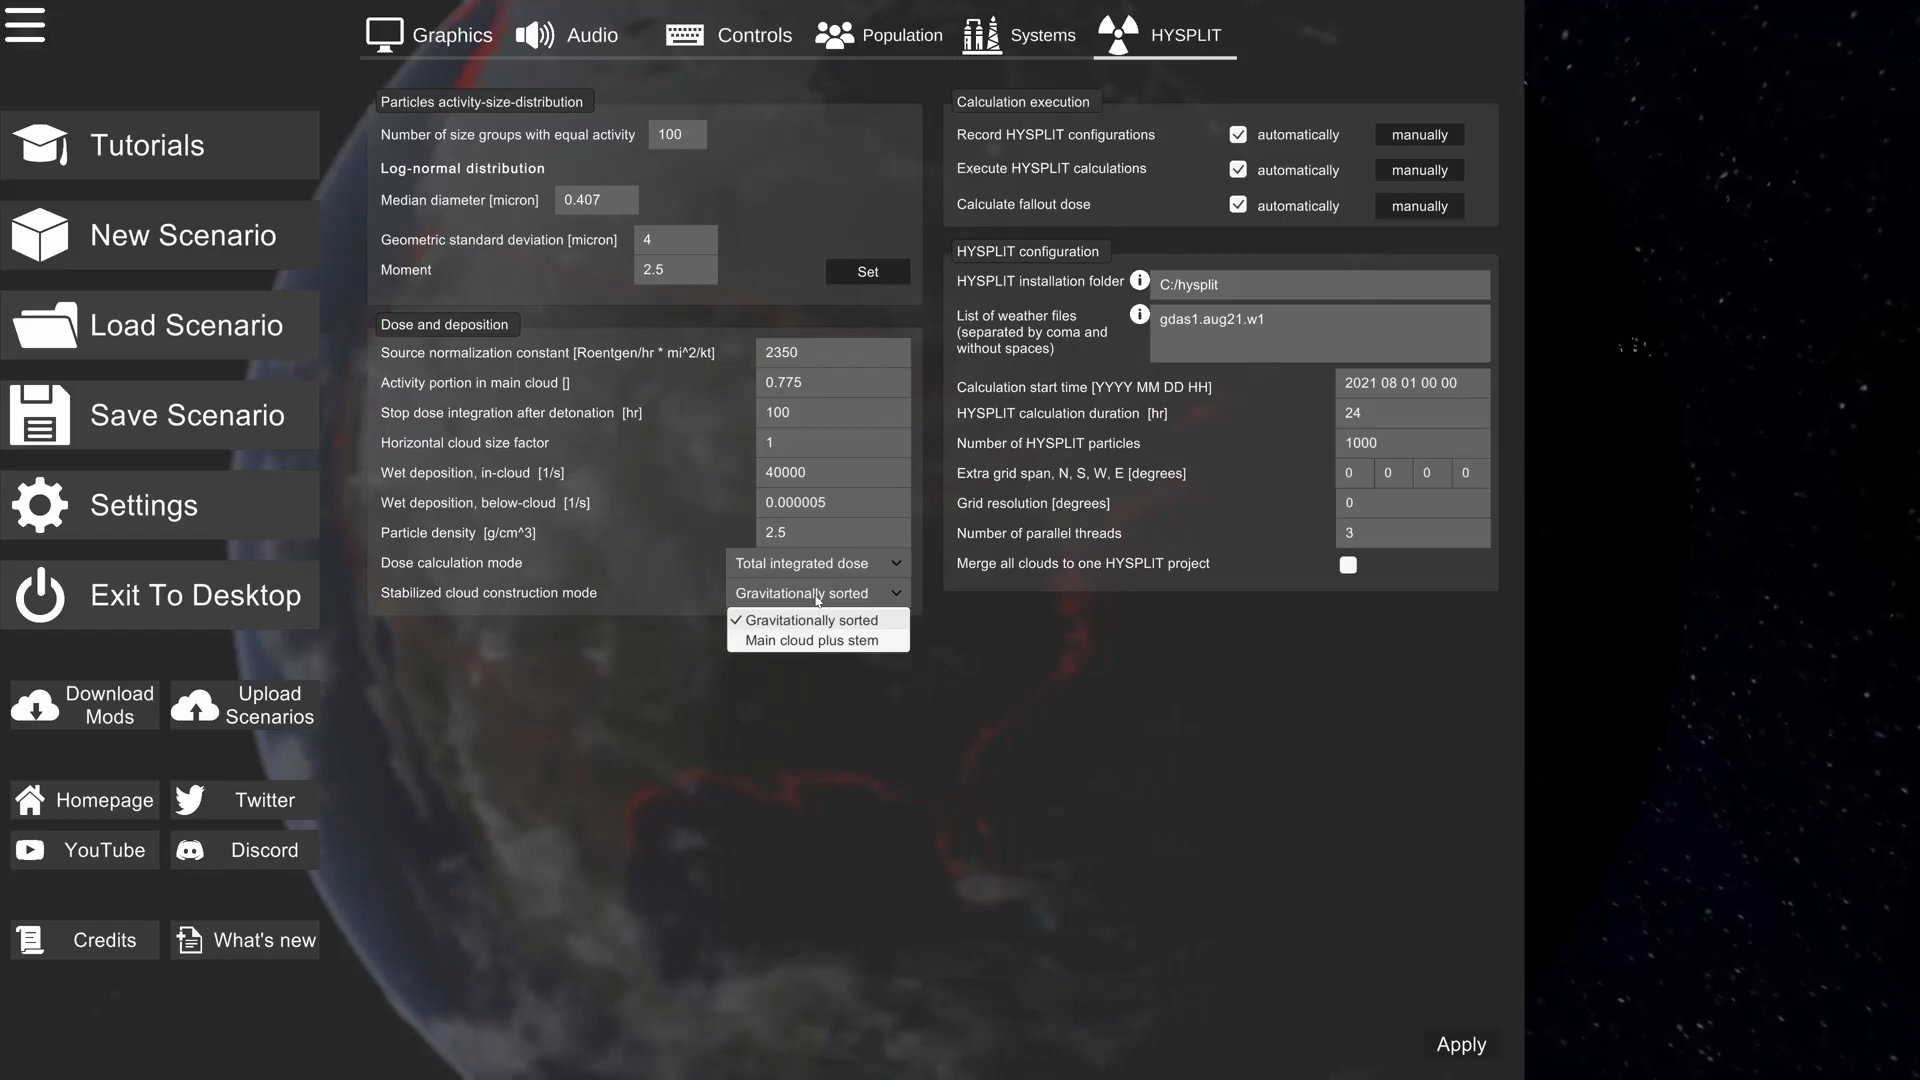 Graphics
Audio
Controls
Population
Systems
HYSPLIT
Tutorials
New Scenario
Load Scenario
Save Scenario
Settings
Exit To Desktop
Download
Mods
Upload
Scenarios
Homepage
Twitter
YouTube
Discord
Credits
What's new
Particles activity-size-distribution
Number of size groups with equal activity 100
Log-normal distribution
Median diameter [micron] 0.407
Geometric standard deviation [micron] 4
Moment 2.5
Set
Dose and deposition
Source normalization constant [Roentgen/hr * mi^2/kt] 2350
Activity portion in main cloud [] 0.775
Stop dose integration after detonation [hr] 100
Horizontal cloud size factor 1
Wet deposition, in-cloud [1/s] 40000
Wet deposition, below-cloud [1/s] 0.000005
Particle density [g/cm^3] 2.5
Dose calculation mode Total integrated dose
Stabilized cloud construction mode Gravitationally sorted
Gravitationally sorted
Main cloud plus stem
Calculation execution
Record HYSPLIT configurations automatically manually
Execute HYSPLIT calculations automatically manually
Calculate fallout dose automatically manually
HYSPLIT configuration
HYSPLIT installation folder C:/hysplit
List of weather files
(separated by coma and
without spaces)
gdas1.aug21.w1
Calculation start time [YYYY MM DD HH] 2021 08 01 00 00
HYSPLIT calculation duration [hr] 24
Number of HYSPLIT particles 1000
Extra grid span, N, S, W, E [degrees] 0 0 0 0
Grid resolution [degrees] 0
Number of parallel threads 3
Merge all clouds to one HYSPLIT project
Apply